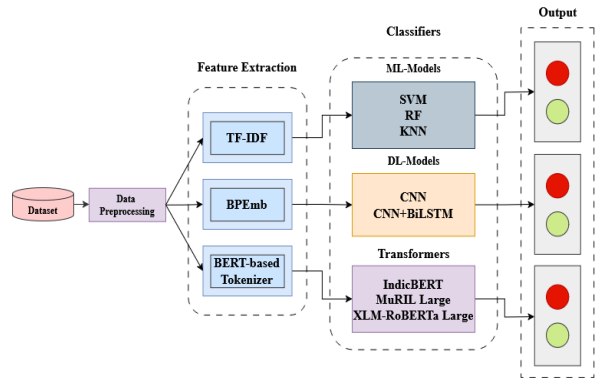 Output
Classifiers
Feature Extraction
ML-Models
SVM
RF
KNN
TF-IDF
DL-Models
Dataset
Data
Preprocessing
BPEmb
CNN
CNN+BiLSTM
Transformers
BERT-based
Tokenizer
IndicBERT
MuRIL Large
XLM-RoBERTa Large